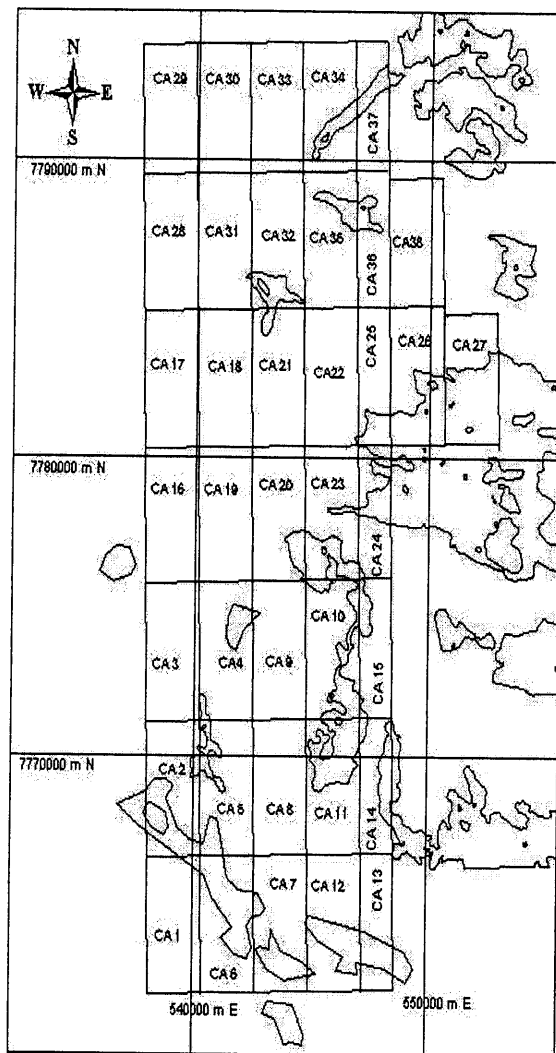 N
W E
S
CA29 CA30 CA33 CA34
CA37
7790000 m N
CA28 CA31 CA32 CA35 CA36 CA38
CA17 CA18 CA21 CA22 CA25 CA26 CA27
7780000 m N
CA16 CA19 CA20 CA23
CA24
CA10
CA3 CA4 CA9 CA15
7770000 m N
CA2
CA5 CA8 CA11 CA14
CA7 CA12 CA13
CA1
CA6
540000 m E 550000 m E